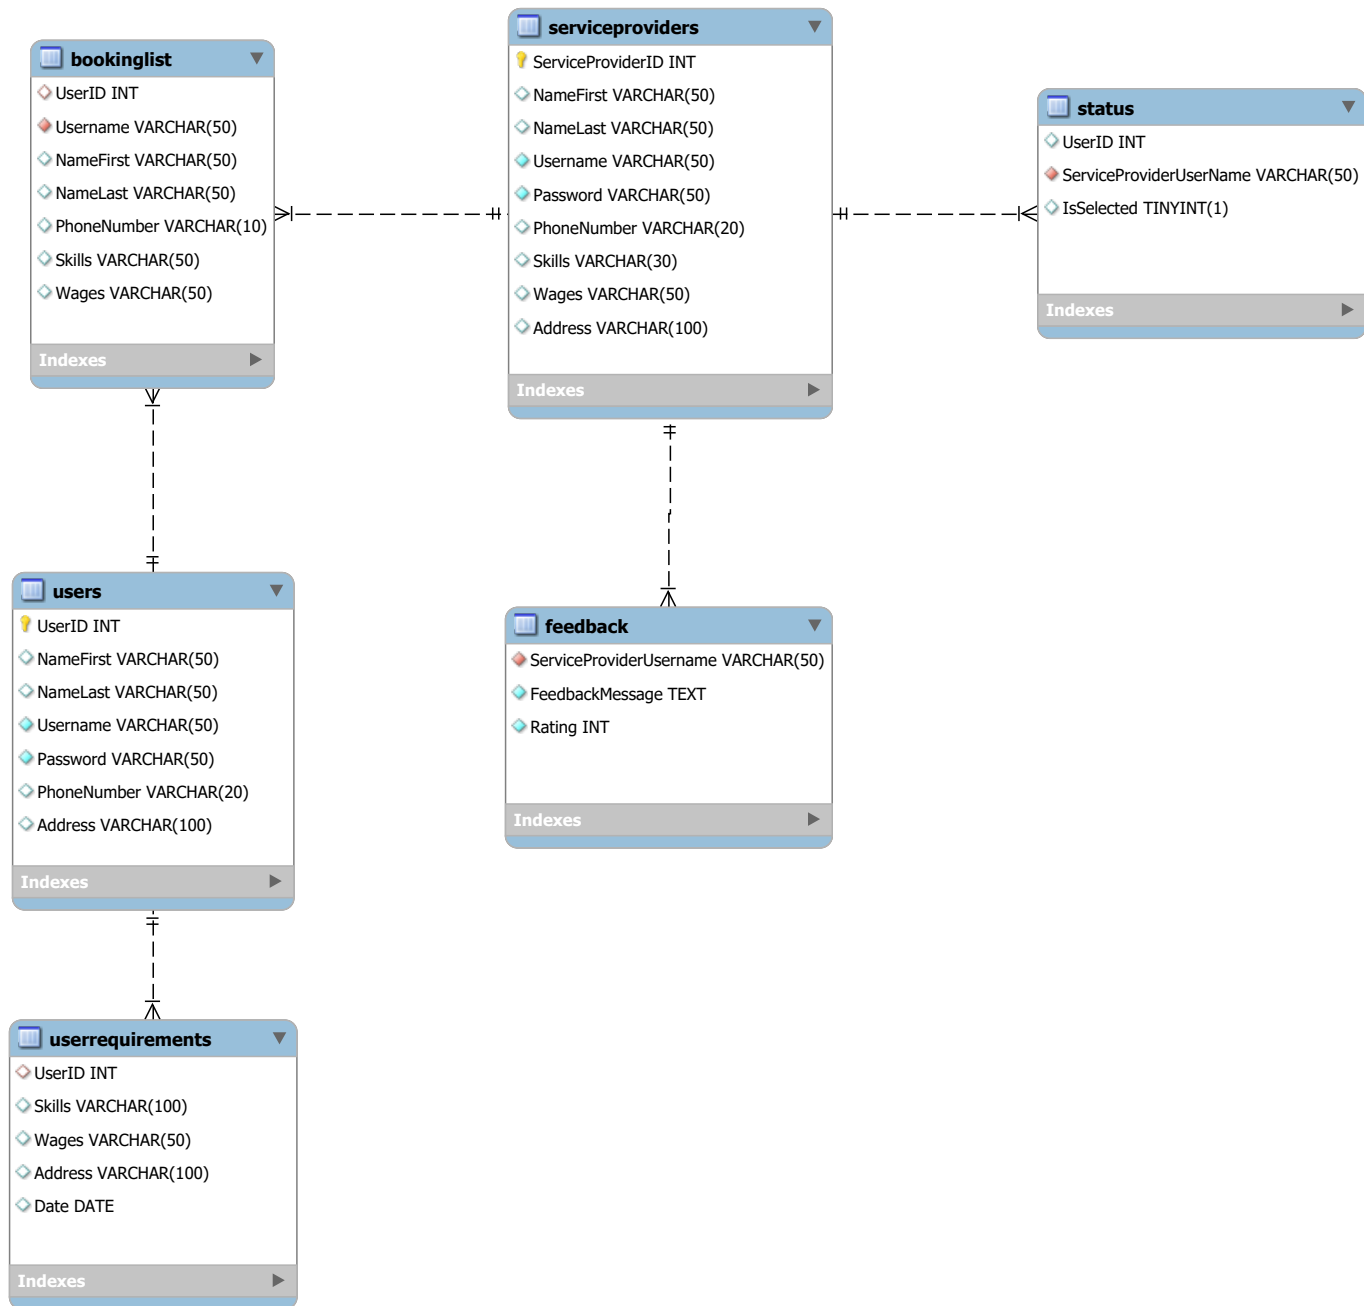 bookinglist
UserID INT
Username VARCHAR(50)
NameFirst VARCHAR(50)
NameLast VARCHAR(50)
PhoneNumber VARCHAR(10)
Skills VARCHAR(50)
Wages VARCHAR(50)
Indexes
serviceproviders
ServiceProviderID INT
NameFirst VARCHAR(50)
NameLast VARCHAR(50)
Username VARCHAR(50)
Password VARCHAR(50)
PhoneNumber VARCHAR(20)
Skills VARCHAR(30)
Wages VARCHAR(50)
Address VARCHAR(100)
Indexes
status
UserID INT
ServiceProviderUserName VARCHAR(50)
IsSelected TINYINT(1)
Indexes
users
UserID INT
NameFirst VARCHAR(50)
NameLast VARCHAR(50)
Username VARCHAR(50)
Password VARCHAR(50)
PhoneNumber VARCHAR(20)
Address VARCHAR(100)
Indexes
feedback
ServiceProviderUsername VARCHAR(50)
FeedbackMessage TEXT
Rating INT
Indexes
userrequirements
UserID INT
Skills VARCHAR(100)
Wages VARCHAR(50)
Address VARCHAR(100)
Date DATE
Indexes